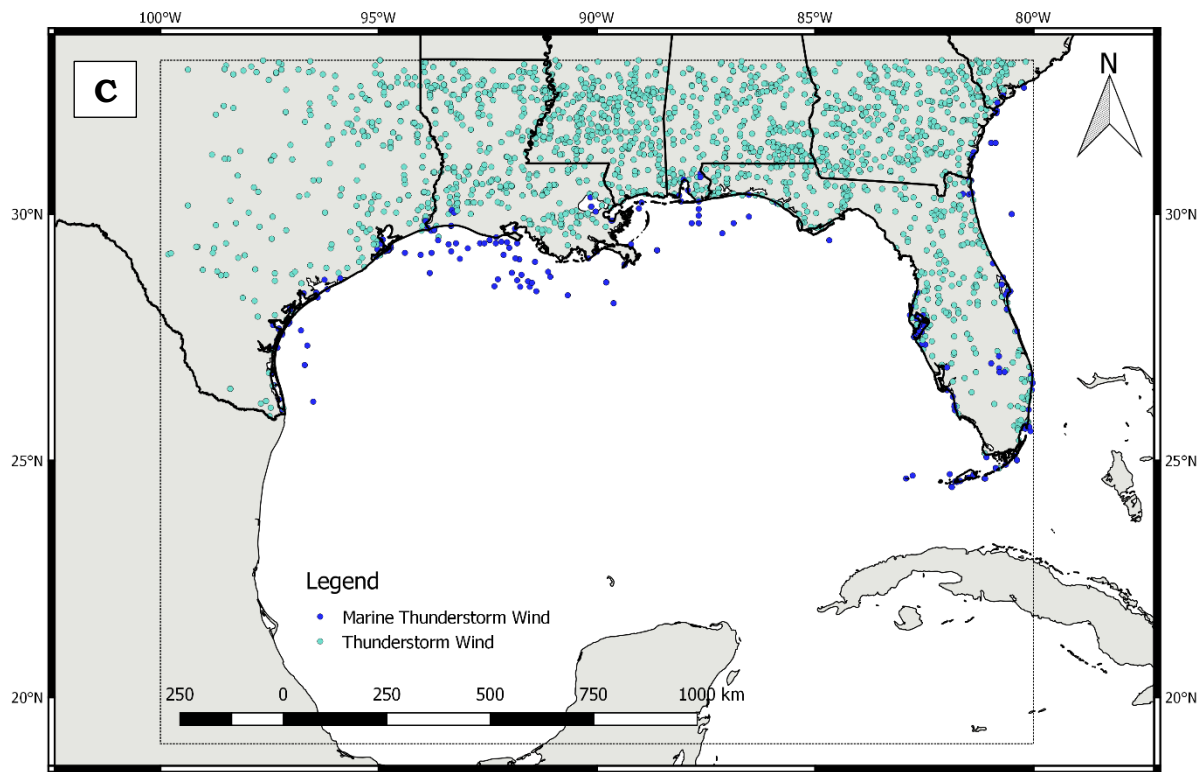 100°W 95°W 90°W 85°W 80°W
C
N
30°N 30°N
25°N 25°N
Legend
Marine Thunderstorm Wind
Thunderstorm Wind
20°N 20°N
250 0 250 500 750 1000 km